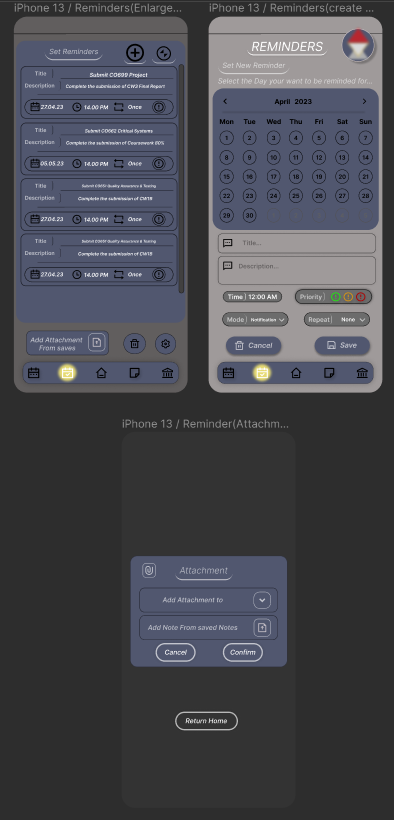 iPhone 13 / Reminders(Enlarge...
iPhone 13 / Reminders(create ...
Set Reminders
Title
Submit CO699 Project
Description
Complete the submission of CW3 Final Report
27.04.23
14.00 PM
Once
Title
Submit CO662 Critical Systems
Description
Complete the submission of Coursework 60%
05.05.23
14.00 PM
Once
Title
Submit CO651 Quality Assurance & Testing
Description
Complete the submission of CW1B
27.04.23
14.00 PM
Once
Title
Submit CO651 Quality Assurance & Testing
Description
Complete the submission of CW1B
27.04.23
14.00 PM
Once
Add Attachment
From saves
REMINDERS
Set New Reminder
Select the Day your want to be reminded for...
April 2023
Mon Tue Wed Thu Fri Sat Sun
1 2 3 4 5 6 7
8 9 10 11 12 13 14
15 16 17 18 19 20 21
22 23 24 25 26 27 28
29 30
Title...
Description...
Time | 12:00 AM
Priority |
Mode | Notification
Repeat | None
Cancel
Save
iPhone 13 / Reminder(Attachm...
Attachment
Add Attachment to
Add Note From saved Notes
Cancel
Confirm
Return Home